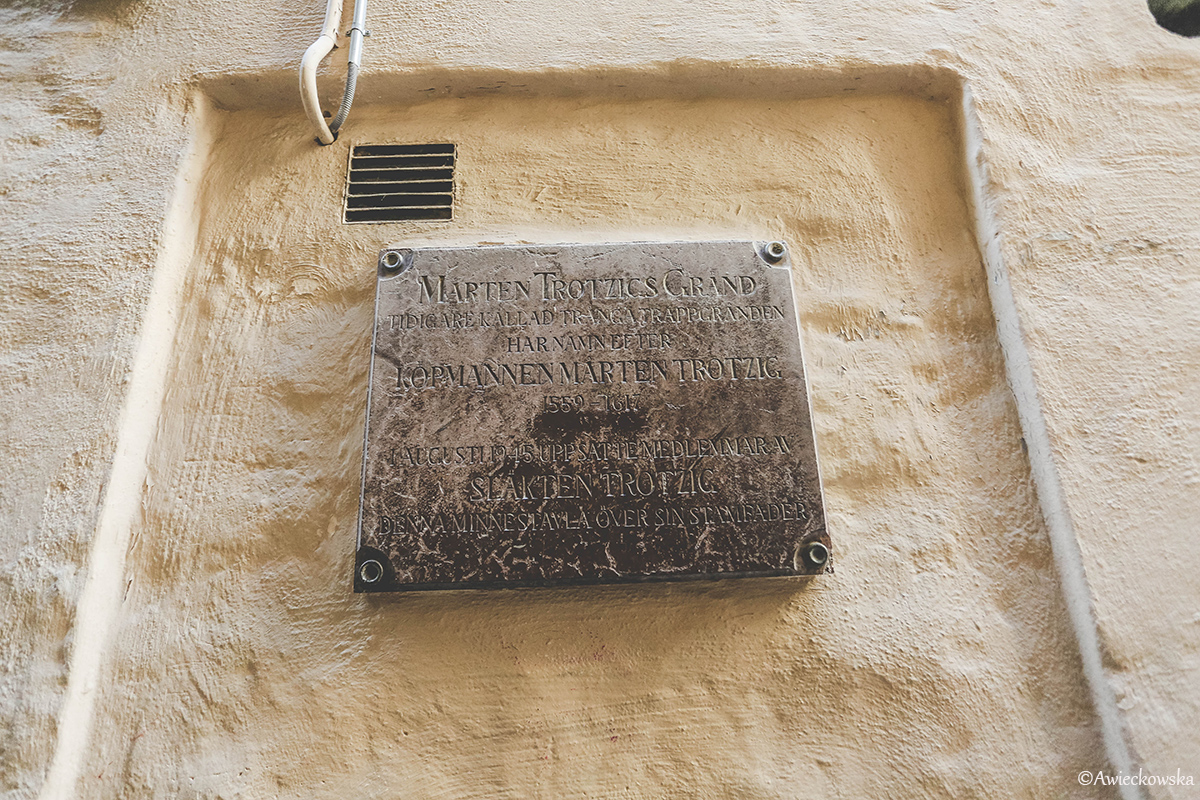 MÅRTEN TROTZIGS GRÄND
TIDIGARE KALLAD TRÅNGA TRAPPGRÄNDEN
HAR NAMN EFTER
KÖPMANNEN MÅRTEN TROTZIG
1559-1617
1 AUGUSTI 1945 UPPSATTE MEDLEMMAR AV
SLÄKTEN TROTZIG
DENNA MINNESTAVLA ÖVER SIN STAMFADER
©Awieckowska